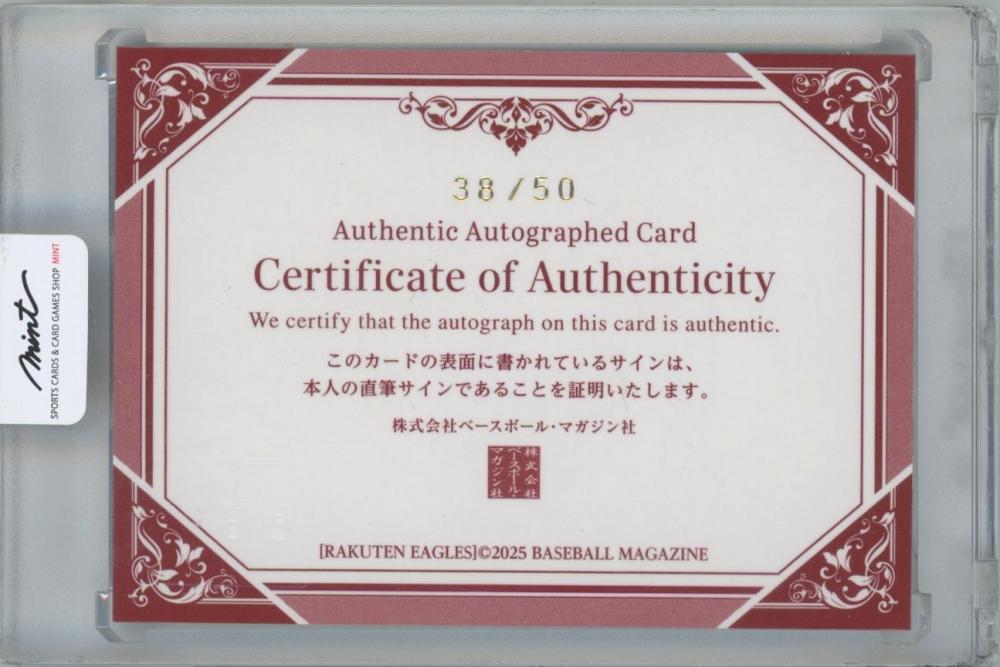 38/50
Authentic Autographed Card
Certificate of Authenticity
We certify that the autograph on this card is authentic.
このカードの表面に書かれているサインは、
本人の直筆サインであることを証明いたします。
株式会社ベースボール・マガジン社
株式会社
ベースボール・
マガジン社
[RAKUTEN EAGLES]©2025 BASEBALL MAGAZINE
mint
SPORTS CARDS & CARD GAMES SHOP MINT